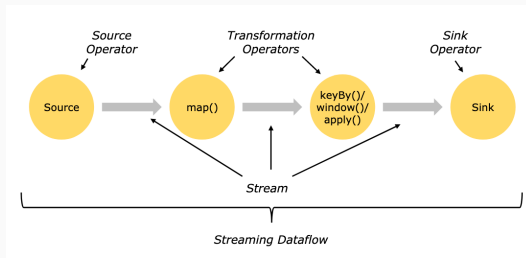 Source
Operator
Transformation
Operators
Sink
Operator
Source
map()
keyBy()/
window()/
apply()
Sink
Stream
Streaming Dataflow